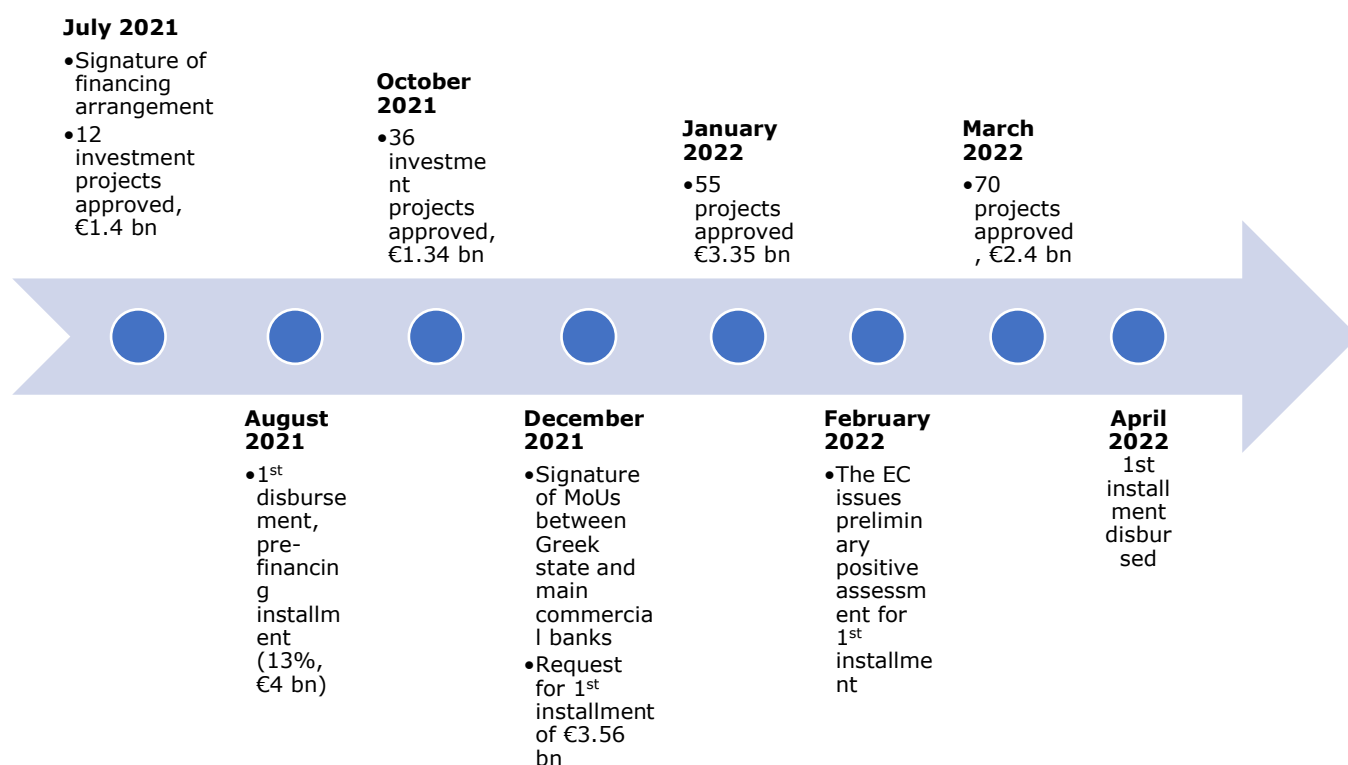 July 2021
•Signature of
financing
arrangement
•12
investment
projects
approved,
€1.4 bn
August
2021
•1st
disburse
ment,
pre-
financin
g
installm
ent
(13%,
€4 bn)
October
2021
•36
investme
nt
projects
approved,
€1.34 bn
December
2021
•Signature
of MoUs
between
Greek
state and
main
commercia
l banks
•Request
for 1st
installment
of €3.56
bn
January
2022
•55
projects
approved
€3.35 bn
February
2022
•The EC
issues
prelimin
ary
positive
assessm
ent for
1st
installme
nt
March
2022
•70
projects
approved
, €2.4 bn
April
2022
1st
install
ment
disbur
sed